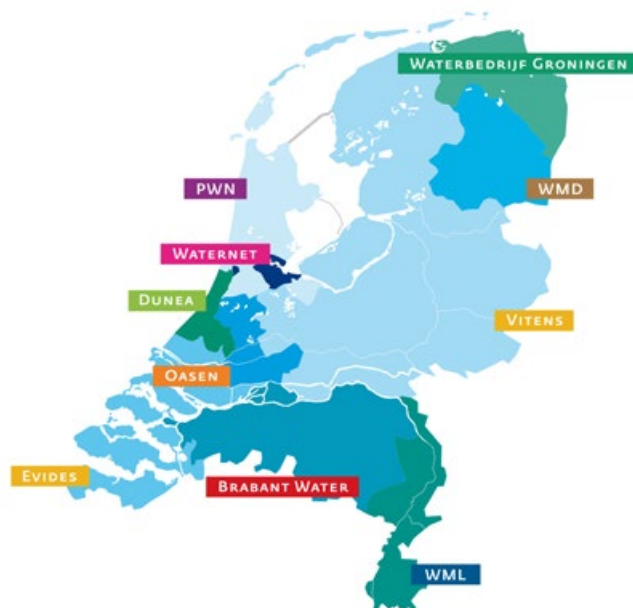 WATERBEDRIJF GRONINGEN
PWN
WMD
WATERNET
DUNEA
VITENS
OASEN
EVIDES
BRABANT WATER
WML